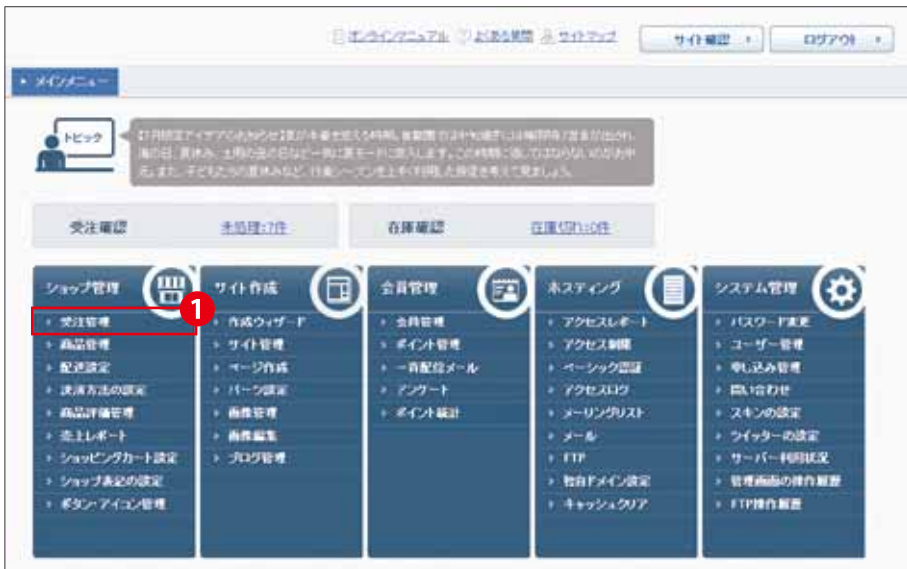 オンラインマニュアル よくある質問 サイトマップ サイト確認 ログアウト
メインメニュー
トピック
受注確認 未処理:7件 在庫確認 在庫切れ:0件
ショップ管理
1
受注管理
商品管理
配送設定
決済方法の設定
商品評価管理
売上レポート
ショッピングカート設定
ショップ表記の設定
ボタン・アイコン管理
サイト作成
作成ウィザード
サイト管理
ページ作成
パーツ設定
画像管理
画像編集
ブログ管理
会員管理
会員管理
ポイント管理
一斉配信メール
アンケート
ポイント統計
ホスティング
アクセスレポート
アクセス制限
ベーシック認証
アクセスログ
メーリングリスト
メール
FTP
独自ドメイン設定
キャッシュクリア
システム管理
パスワード変更
ユーザー管理
申し込み管理
問い合わせ
スキンの設定
ツイッターの設定
サーバー利用状況
管理画面の操作履歴
FTP操作履歴